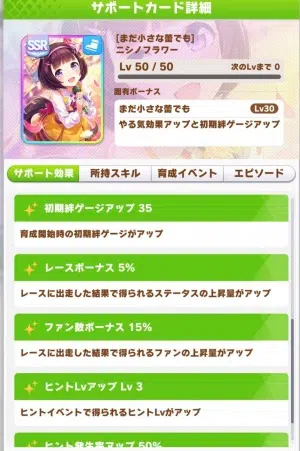 サポートカード詳細
SSR
[まだ小さな蕾でも]
ニシノフラワー
Lv 50 / 50
次のLvまで 0
固有ボーナス
まだ小さな蕾でも
Lv30
やる気効果アップと初期絆ゲージアップ
サポート効果
所持スキル
育成イベント
エピソード
初期絆ゲージアップ 35
育成開始時の初期絆ゲージがアップ
レースボーナス 5%
レースに出走した結果で得られるステータスの上昇量がアップ
ファン数ボーナス 15%
レースに出走した結果で得られるファンの上昇量がアップ
ヒントLvアップ Lv 3
ヒントイベントで得られるヒントLvがアップ
ヒント発生率アップ 50%